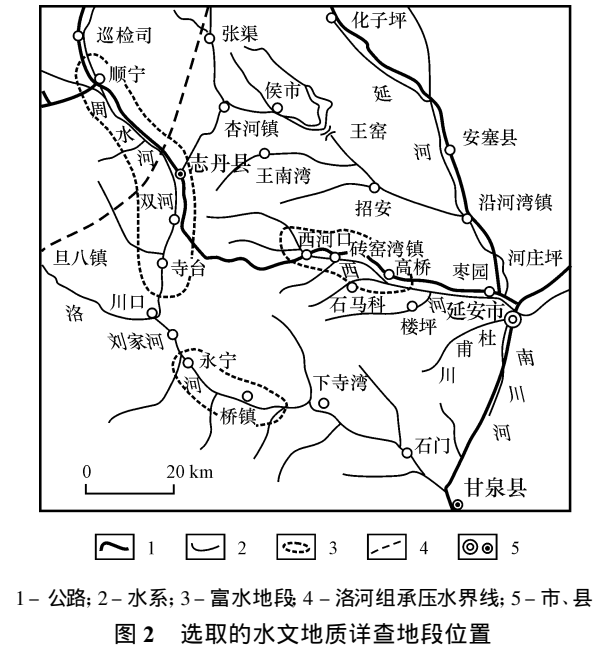 巡检司
张渠
化子坪
顺宁
侯市
延
周
杏河镇
水
王窑
安塞县
河
河
志丹县
王南湾
双河
招安
沿河湾镇
西河口
砖窑湾镇
河庄坪
旦八镇
寺台
西
高桥
枣园
川口
石马科
河
延安市
洛
楼坪
刘家河
杜
甫
川
南
川
河
永宁
河
下寺湾
桥镇
石门
甘泉县
0 20 km
1 2 3 4 5
1 – 公路; 2 – 水系; 3 – 富水地段; 4 – 洛河组承压水界线; 5 – 市、县
图 2 选取的水文地质详查地段位置